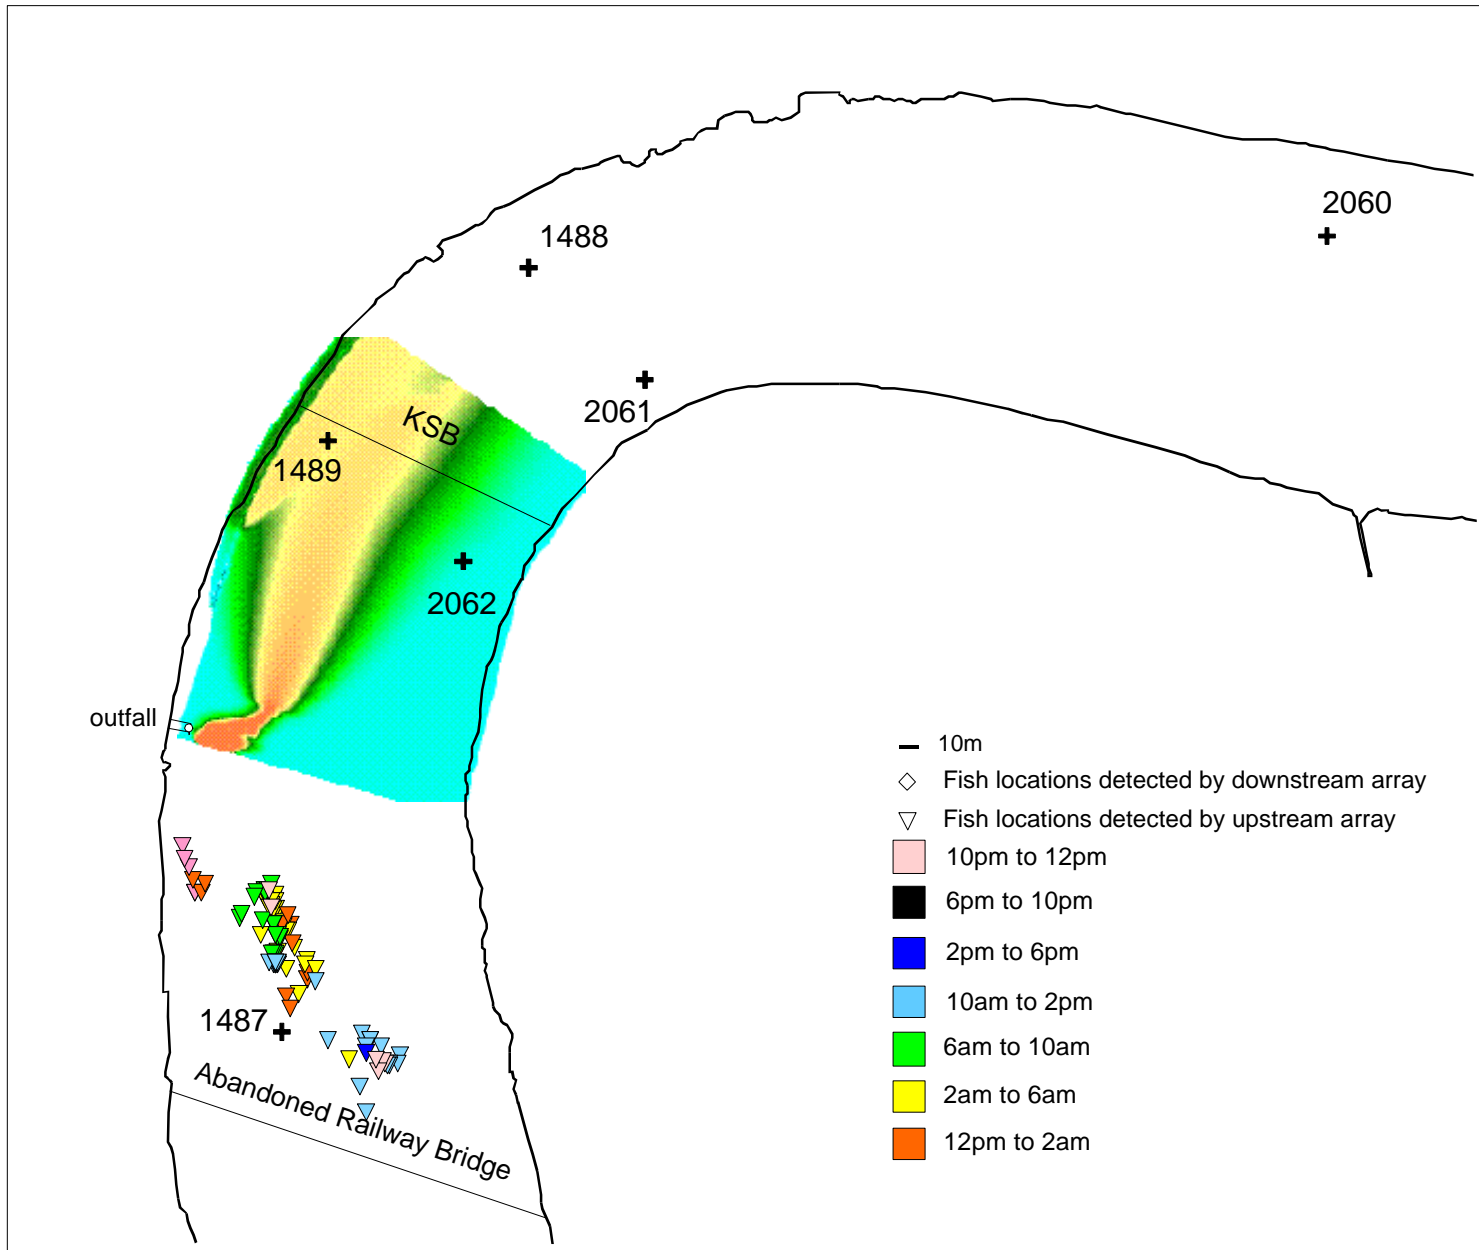 2060
1488
2061
KSB
1489
2062
outfall
10m
Fish locations detected by downstream array
Fish locations detected by upstream array
10pm to 12pm
6pm to 10pm
2pm to 6pm
10am to 2pm
6am to 10am
2am to 6am
12pm to 2am
1487
Abandoned Railway Bridge